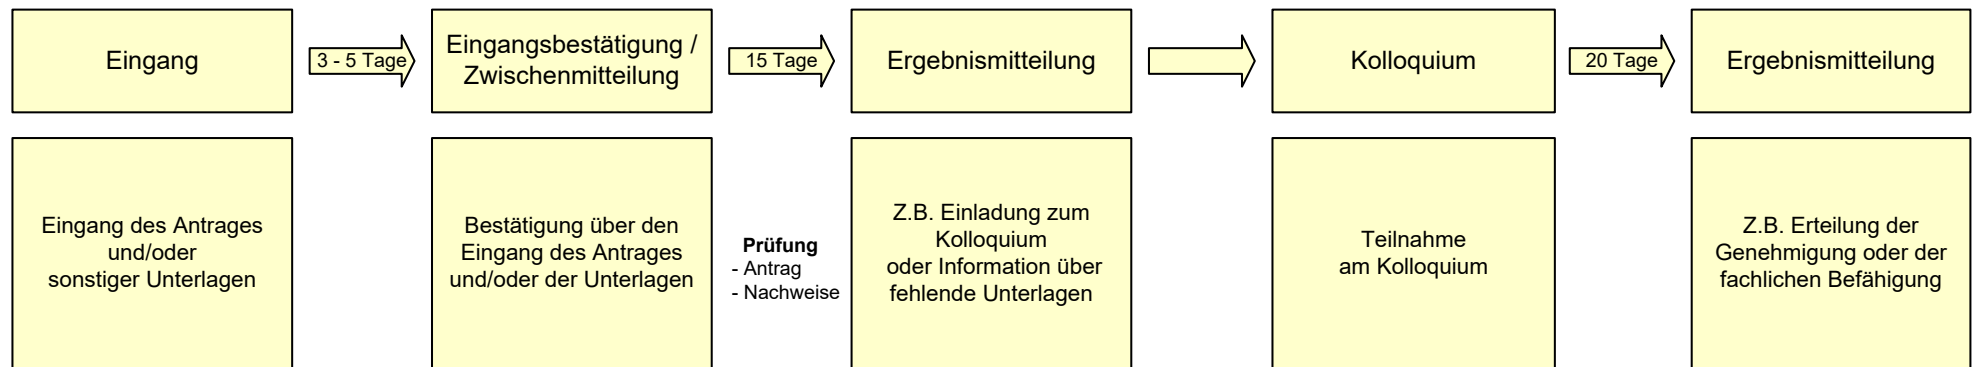 Eingang
3 - 5 Tage
Eingangsbestätigung /
Zwischenmitteilung
15 Tage
Ergebnismitteilung
Kolloquium
20 Tage
Ergebnismitteilung
Eingang des Antrages
und/oder
sonstiger Unterlagen
Bestätigung über den
Eingang des Antrages
und/oder der Unterlagen
Prüfung
- Antrag
- Nachweise
Z.B. Einladung zum
Kolloquium
oder Information über
fehlende Unterlagen
Teilnahme
am Kolloquium
Z.B. Erteilung der
Genehmigung oder der
fachlichen Befähigung